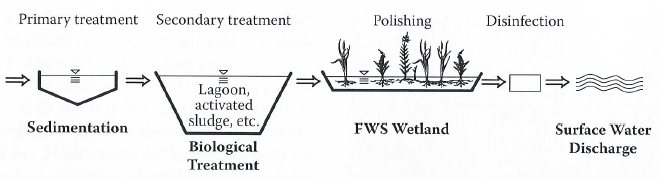 Primary treatment
Secondary treatment
Polishing
Disinfection
Lagoon,
activated
sludge, etc.
Sedimentation
Biological
Treatment
FWS Wetland
Surface Water
Discharge